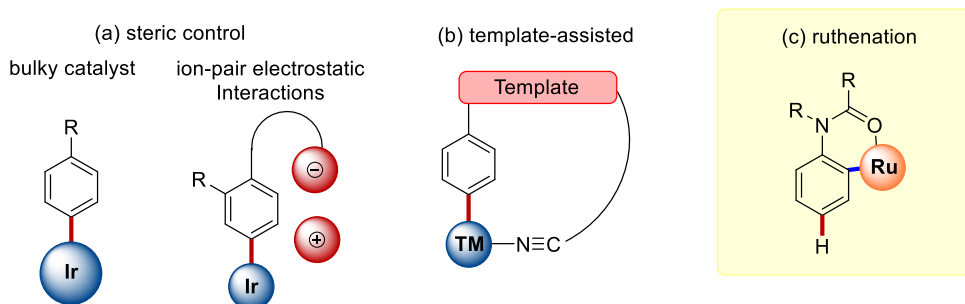 (a) steric control
bulky catalyst
ion-pair electrostatic
Interactions
R
Ir
R
−
+
Ir
(b) template-assisted
Template
TM
N≡C
(c) ruthenation
R
R
N
O
Ru
H